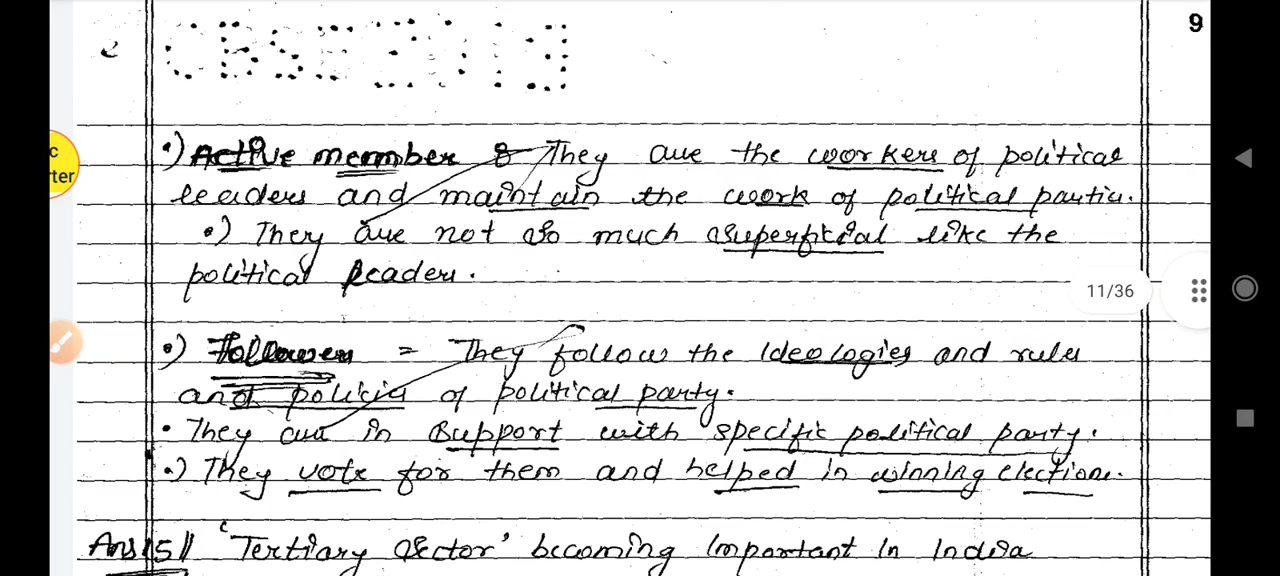 9
CBSE 2013
•) Active member : They are the workers of political
leaders and maintain the work of political parties.
•) They are not so much superficial like the
political leaders.
11/36
•) Followers = They follow the Ideologies and rules
and policies of political party.
• They are in support with specific political party.
•) They vote for them and helped in winning elections.
Ans 15|| 'Tertiary sector' becoming important in India